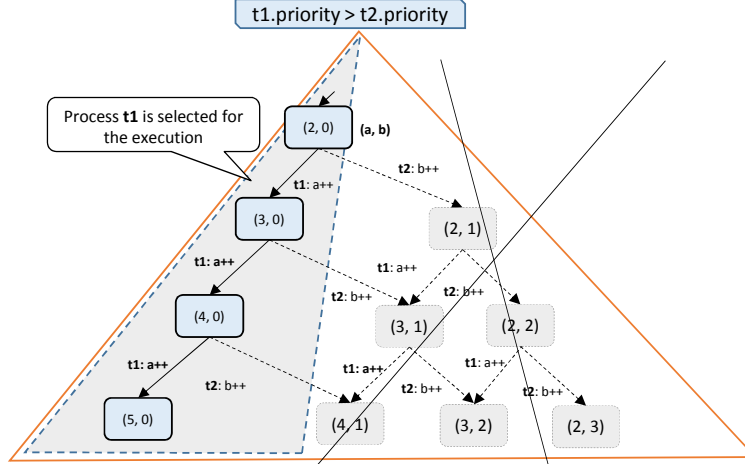 t1.priority > t2.priority
Process t1 is selected for
the execution
(2, 0)
(a, b)
t1: a++
t2: b++
(3, 0)
(2, 1)
t1: a++
t2: b++
t1: a++
t2: b++
(4, 0)
(3, 1)
(2, 2)
t1: a++
t2: b++
t1: a++
t2: b++
t1: a++
t2: b++
(5, 0)
(4, 1)
(3, 2)
(2, 3)